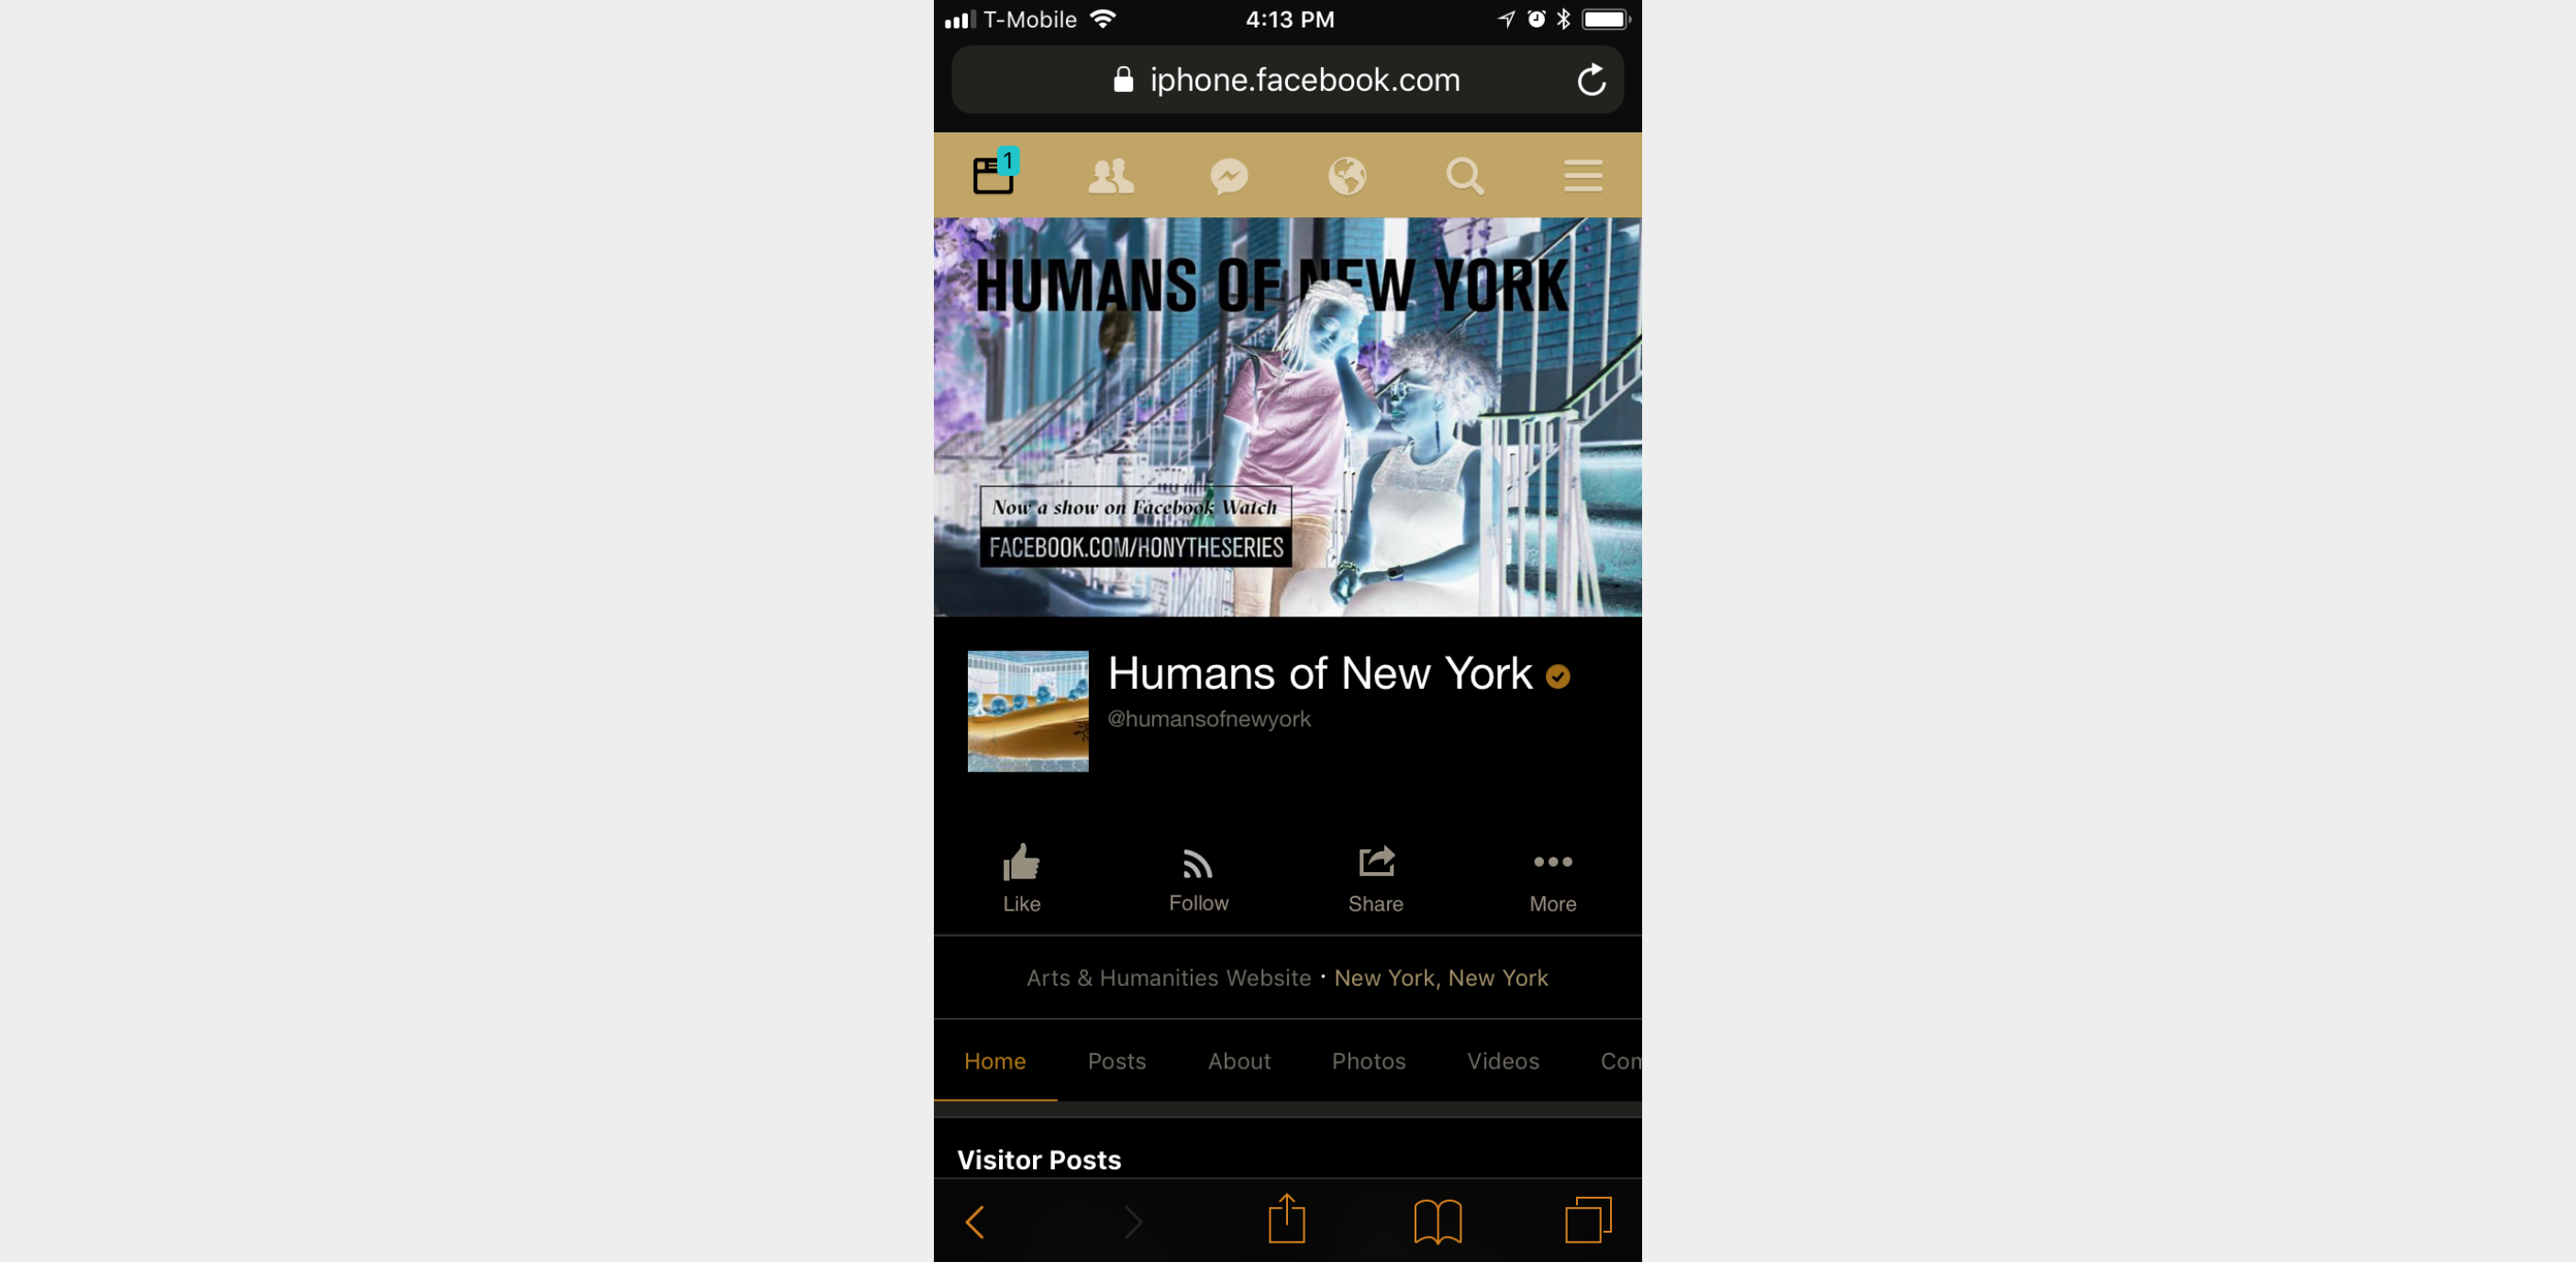 T-Mobile 4:13 PM
iphone.facebook.com
1
HUMANS OF NEW YORK
Now a show on Facebook Watch
FACEBOOK.COM/HONYTHESERIES
Humans of New York
@humansofnewyork
Like Follow Share More
Arts & Humanities Website · New York, New York
Home Posts About Photos Videos Com
Visitor Posts